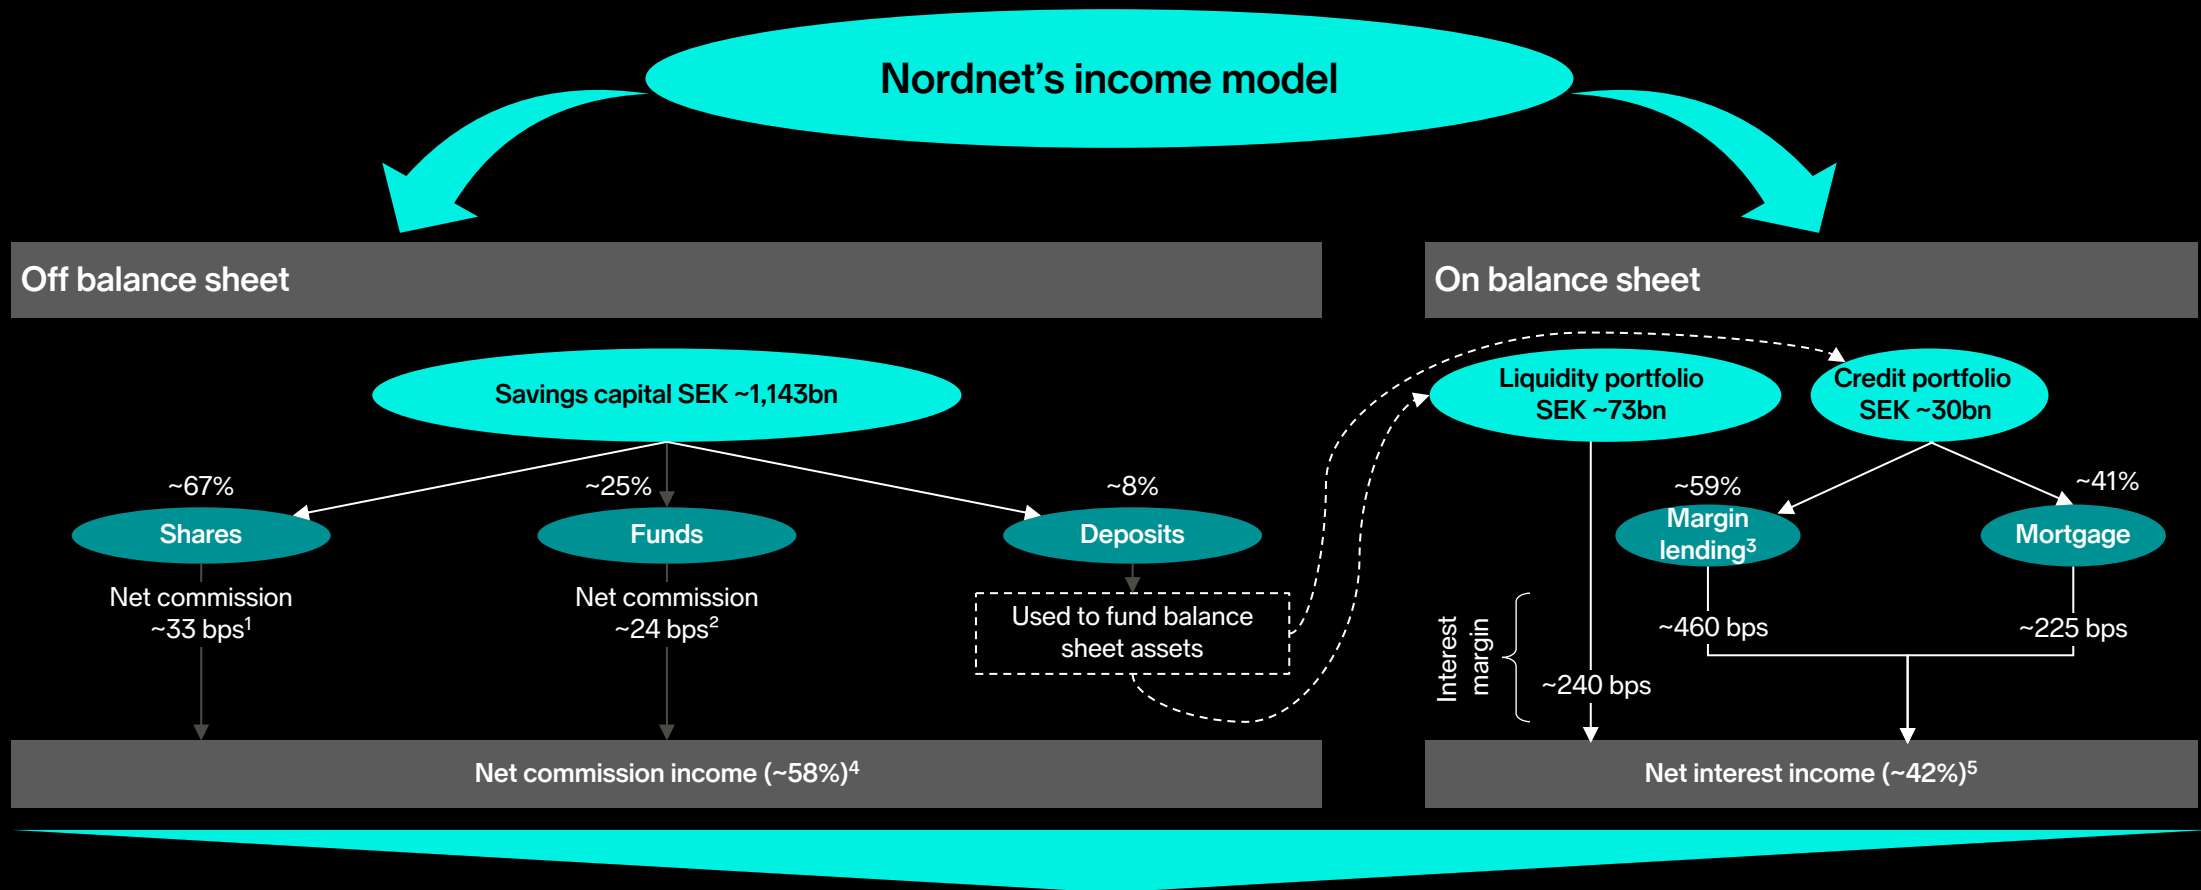 Nordnet’s income model
Off balance sheet
On balance sheet
Savings capital SEK ~1,143bn
Liquidity portfolio
SEK ~73bn
Credit portfolio
SEK ~30bn
~67%
~25%
~8%
~59%
~41%
Shares
Funds
Deposits
Margin
lending³
Mortgage
Net commission
~33 bps¹
Net commission
~24 bps²
Used to fund balance
sheet assets
Interest
margin
~240 bps
~460 bps
~225 bps
Net commission income (~58%)⁴
Net interest income (~42%)⁵